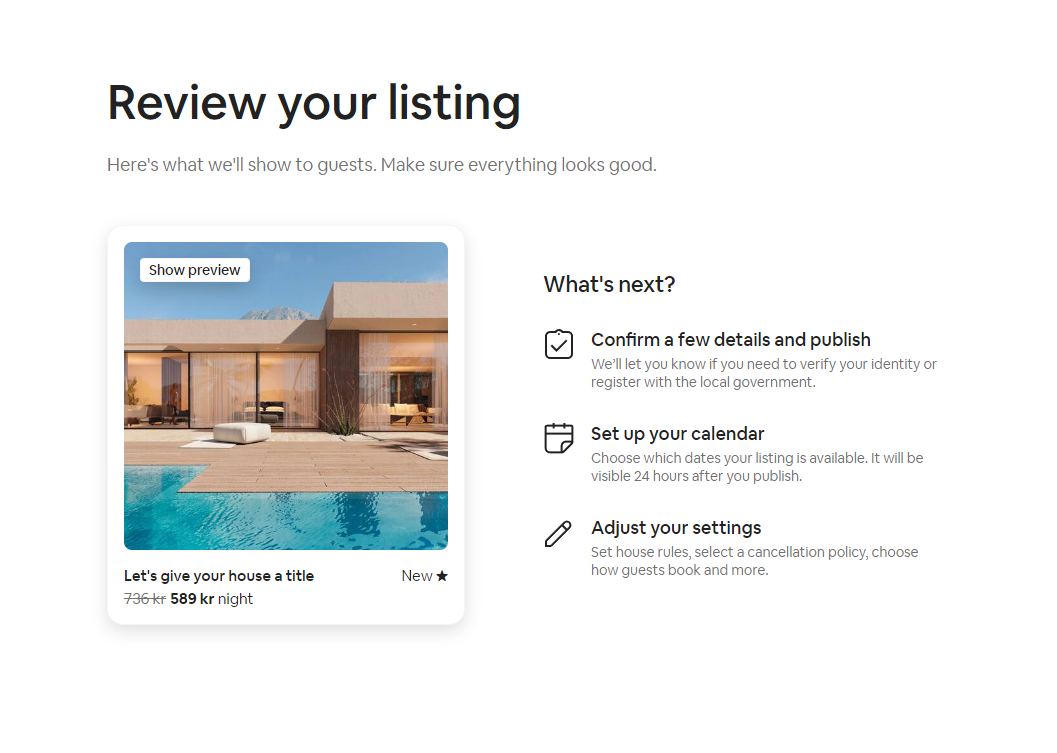 Review your listing
Here's what we'll show to guests. Make sure everything looks good.
Show preview
Let's give your house a title
New
736 kr 589 kr night
What's next?
Confirm a few details and publish
We'll let you know if you need to verify your identity or
register with the local government.
Set up your calendar
Choose which dates your listing is available. It will be
visible 24 hours after you publish.
Adjust your settings
Set house rules, select a cancellation policy, choose
how guests book and more.